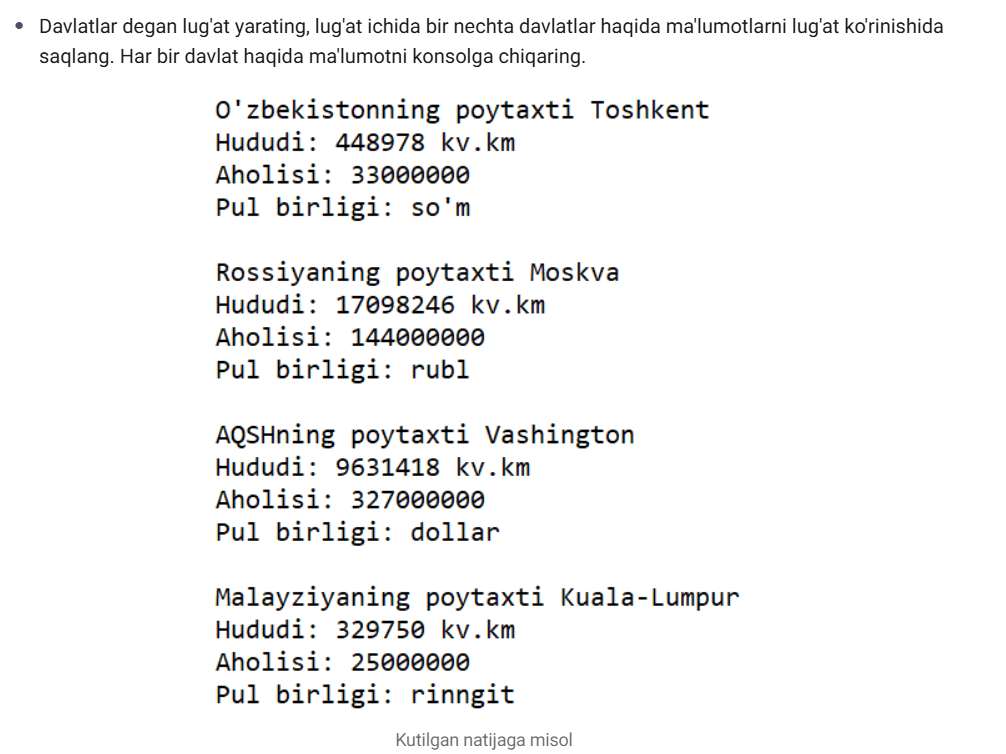 Davlatlar degan lug'at yarating, lug'at ichida bir nechta davlatlar haqida ma'lumotlarni lug'at ko'rinishida
saqlang. Har bir davlat haqida ma'lumotni konsolga chiqaring.
O'zbekistonning poytaxti Toshkent
Hududi: 448978 kv.km
Aholisi: 33000000
Pul birligi: so'm
Rossiyaning poytaxti Moskva
Hududi: 17098246 kv.km
Aholisi: 144000000
Pul birligi: rubl
AQSHning poytaxti Vashington
Hududi: 9631418 kv.km
Aholisi: 327000000
Pul birligi: dollar
Malayziyaning poytaxti Kuala-Lumpur
Hududi: 329750 kv.km
Aholisi: 25000000
Pul birligi: rinngit
Kutilgan natijaga misol